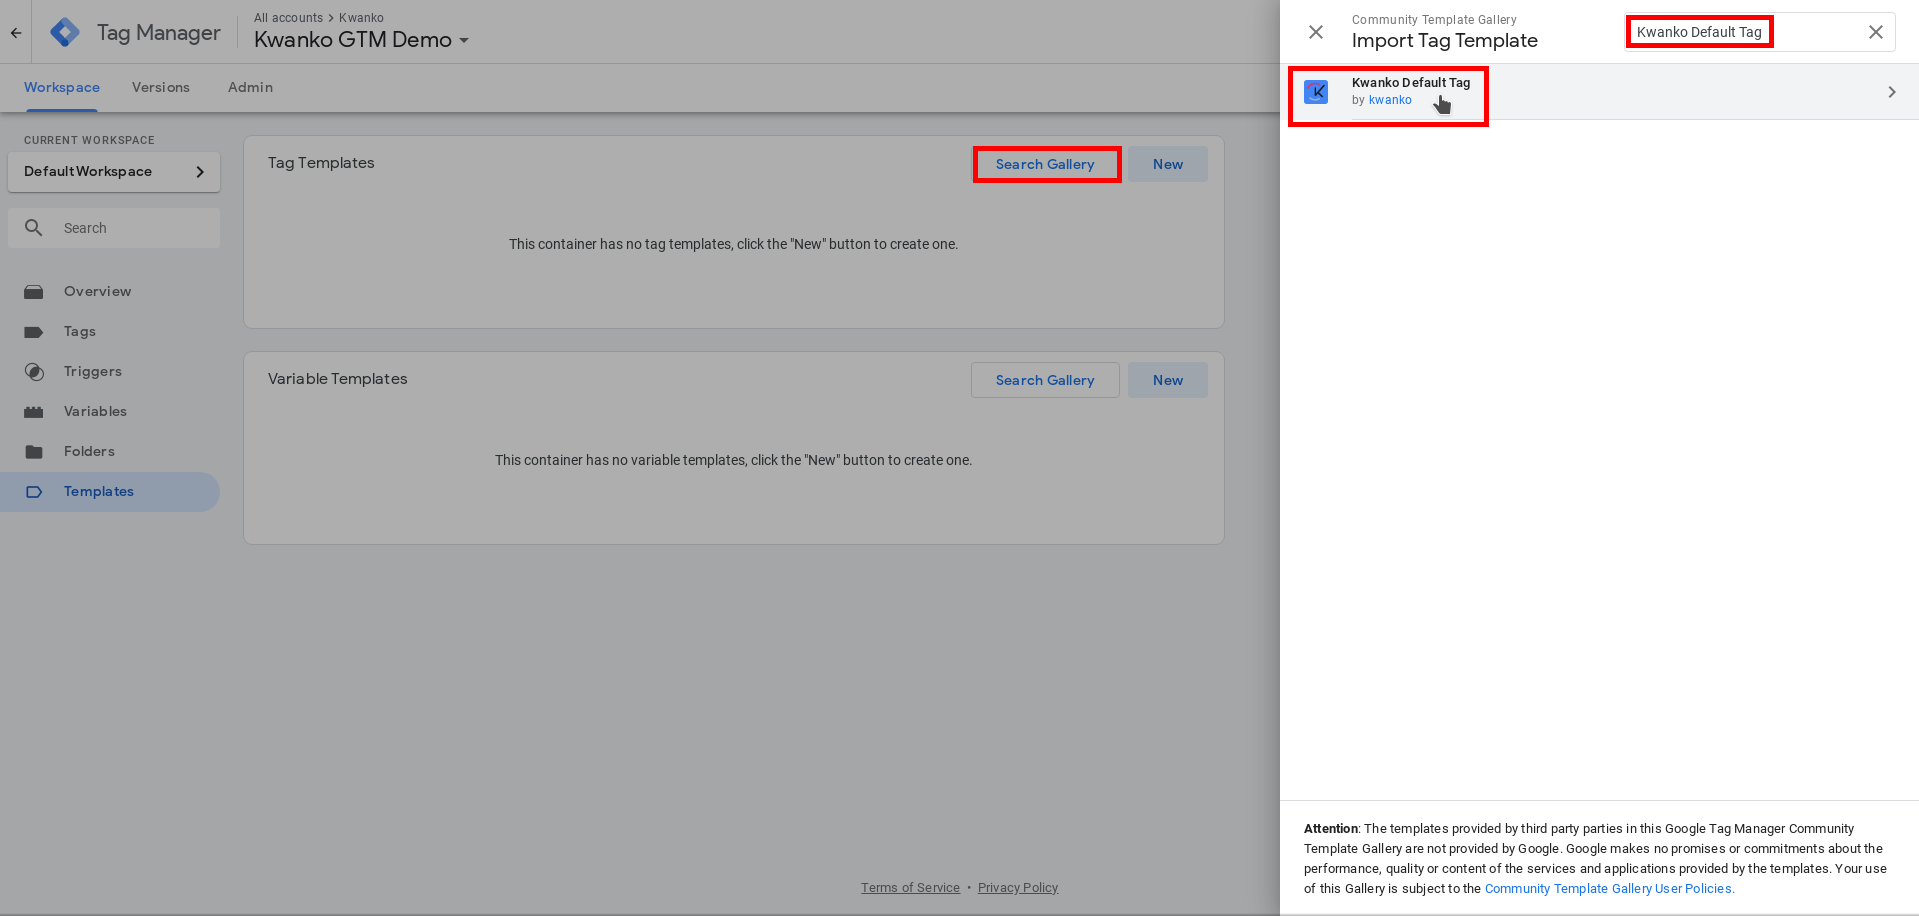 Tag Manager
All accounts > Kwanko
Kwanko GTM Demo
Workspace
Versions
Admin
CURRENT WORKSPACE
Default Workspace
Search
Overview
Tags
Triggers
Variables
Folders
Templates
Tag Templates
Search Gallery
New
This container has no tag templates, click the "New" button to create one.
Variable Templates
Search Gallery
New
This container has no variable templates, click the "New" button to create one.
Terms of Service • Privacy Policy
Community Template Gallery
Import Tag Template
Kwanko Default Tag
Kwanko Default Tag
by kwanko
Attention: The templates provided by third party parties in this Google Tag Manager Community
Template Gallery are not provided by Google. Google makes no promises or commitments about the
performance, quality or content of the services and applications provided by the templates. Your use
of this Gallery is subject to the Community Template Gallery User Policies.